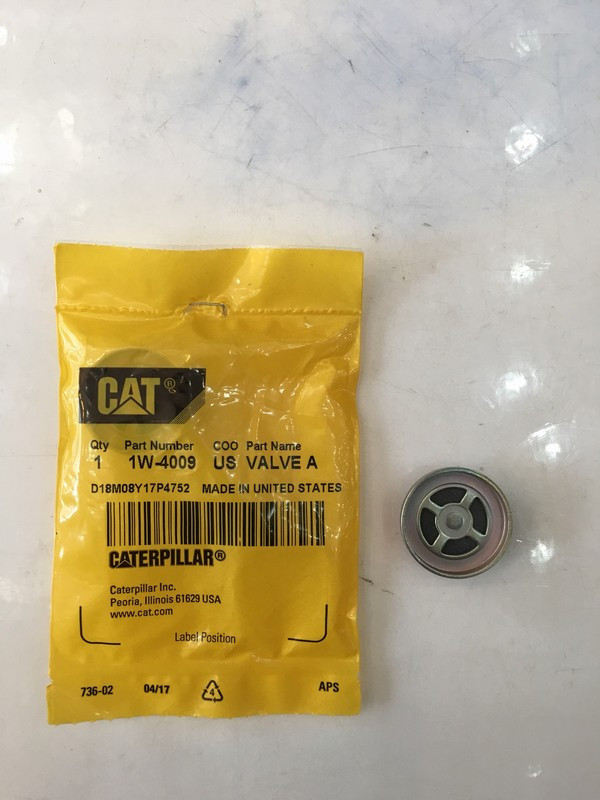 CAT®
Qty Part Number COO Part Name
1 1W-4009 US VALVE A
D18M08Y17P4752 MADE IN UNITED STATES
CATERPILLAR®
Caterpillar Inc.
Peoria, Illinois 61629 USA
www.cat.com
Label Position
736-02 04/17 4 APS